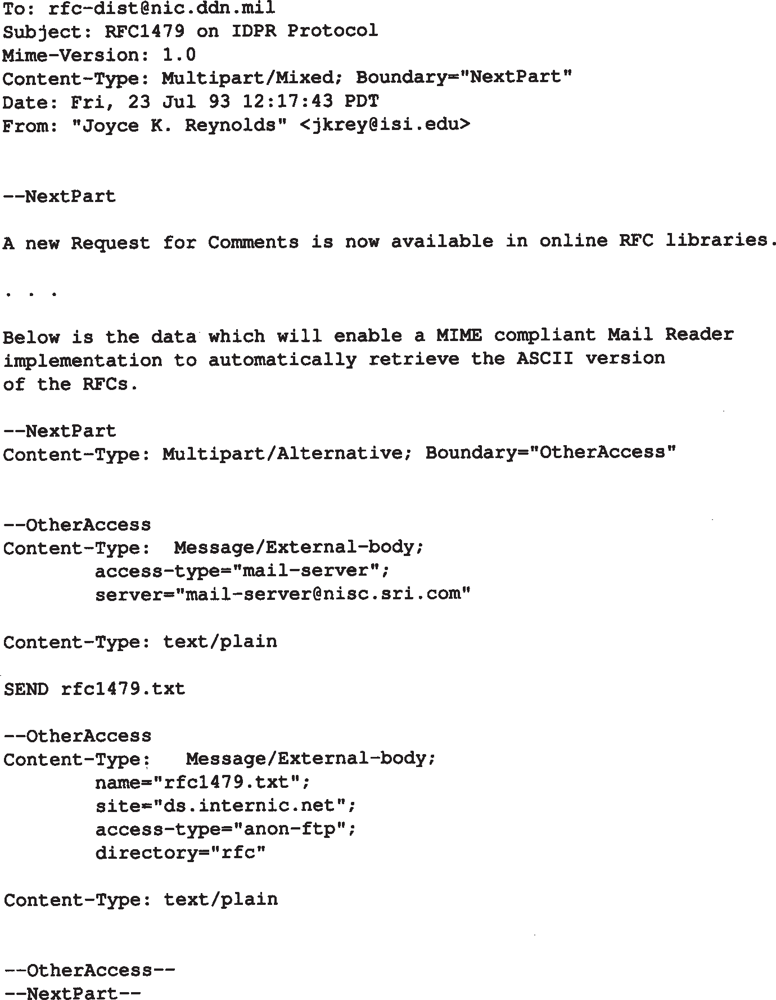 To: rfc-dist@nic.ddn.mil
Subject: RFC1479 on IDPR Protocol
Mime-Version: 1.0
Content-Type: Multipart/Mixed; Boundary="NextPart"
Date: Fri, 23 Jul 93 12:17:43 PDT
From: "Joyce K. Reynolds" <jkrey@isi.edu>
--NextPart
A new Request for Comments is now available in online RFC libraries.
. . .
Below is the data which will enable a MIME compliant Mail Reader
implementation to automatically retrieve the ASCII version
of the RFCs.
--NextPart
Content-Type: Multipart/Alternative; Boundary="OtherAccess"
--OtherAccess
Content-Type:  Message/External-body;
        access-type="mail-server";
        server="mail-server@nisc.sri.com"
Content-Type: text/plain
SEND rfc1479.txt
--OtherAccess
Content-Type:   Message/External-body;
        name="rfc1479.txt";
        site="ds.internic.net";
        access-type="anon-ftp";
        directory="rfc"
Content-Type: text/plain
--OtherAccess--
--NextPart--